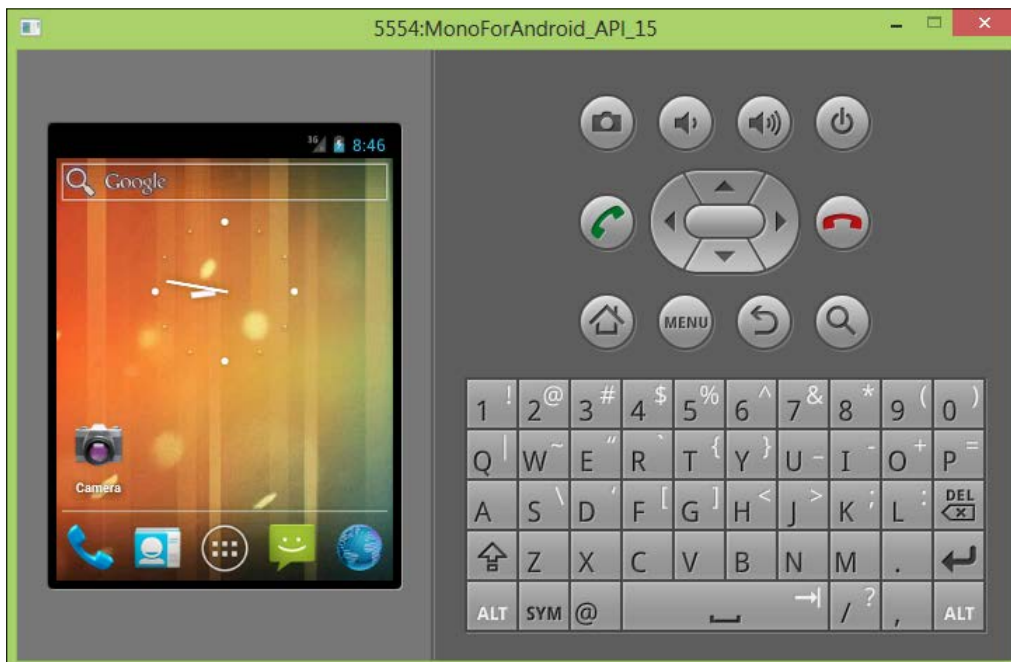 5554:MonoForAndroid_API_15
3G 8:46
Google
Camera
MENU
1 ! 2 @ 3 # 4 $ 5 % 6 ^ 7 & 8 * 9 ( 0 )
Q | W ~ E " R ` T { Y } U _ I - O + P =
A S \ D ' F [ G ] H < J > K ; L : DEL
Z X C V B N M .
ALT SYM @ / ? , ALT